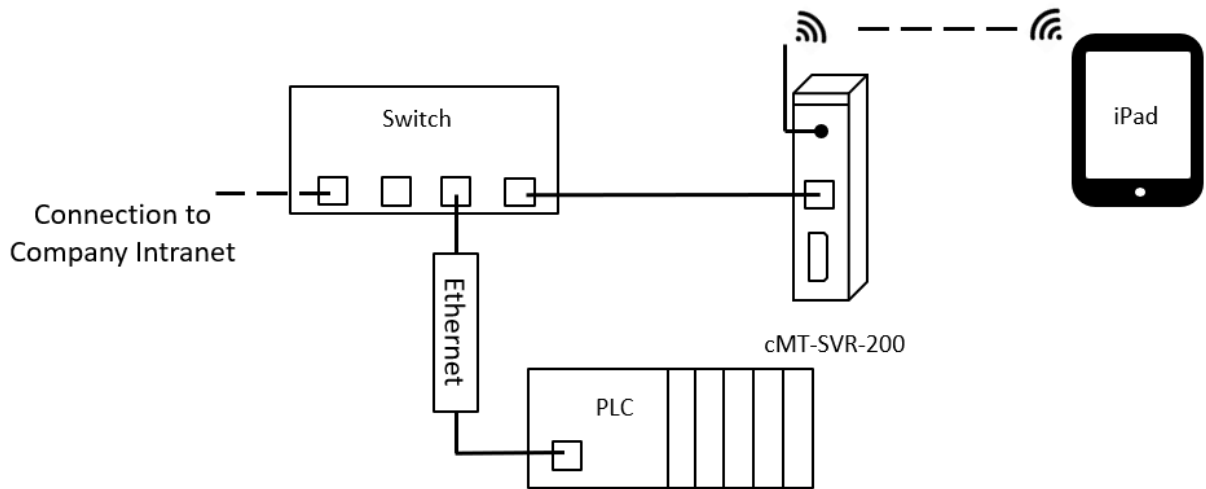 Switch
iPad
Connection to
Company Intranet
Ethernet
cMT-SVR-200
PLC